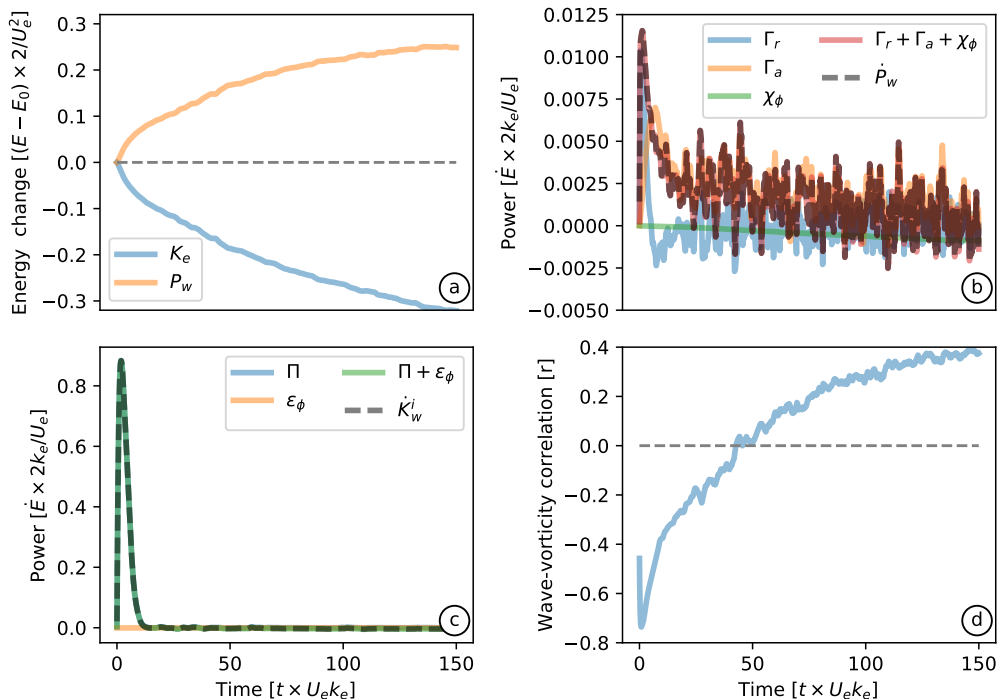 Energy change [(E − E₀) × 2/Uₑ²]
0.3
0.2
0.1
0.0
−0.1
−0.2
−0.3
Kₑ
P_w
a
Power [Ė × 2kₑ/Uₑ]
0.0125
0.0100
0.0075
0.0050
0.0025
0.0000
−0.0025
−0.0050
Γᵣ
Γₐ
χ_ϕ
Γᵣ + Γₐ + χ_ϕ
Ṗ_w
b
Power [Ė × 2kₑ/Uₑ]
0.8
0.6
0.4
0.2
0.0
Π
ε_ϕ
Π + ε_ϕ
K̇_w^i
c
0 50 100 150
Time [t × Uₑkₑ]
Wave-vorticity correlation [r]
0.4
0.2
0.0
−0.2
−0.4
−0.6
−0.8
d
0 50 100 150
Time [t × Uₑkₑ]